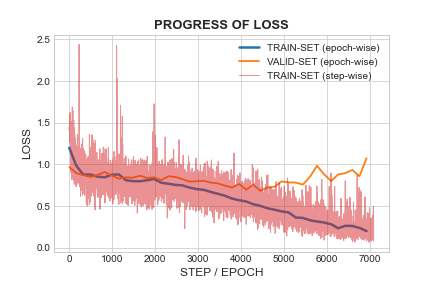 PROGRESS OF LOSS
TRAIN-SET (epoch-wise)
VALID-SET (epoch-wise)
TRAIN-SET (step-wise)
LOSS
2.5
2.0
1.5
1.0
0.5
0.0
0 1000 2000 3000 4000 5000 6000 7000
STEP / EPOCH